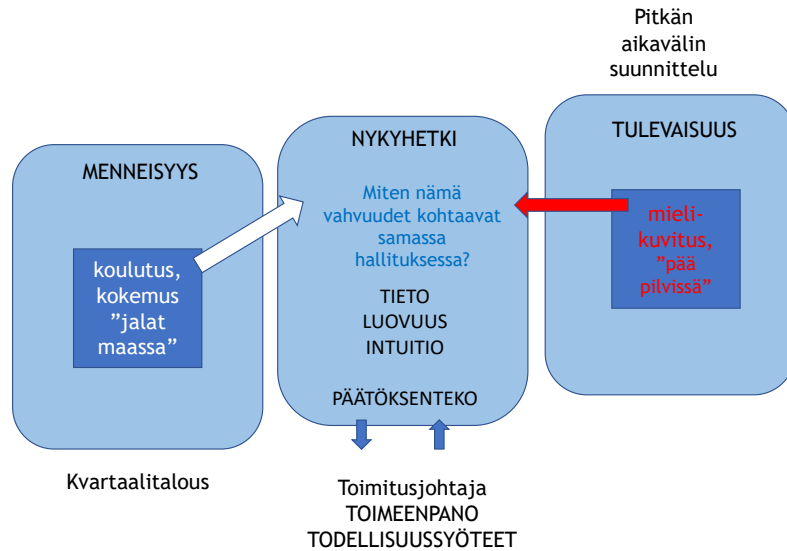 MENNEISYYS
koulutus,
kokemus
”jalat
maassa”
Kvartaalitalous
NYKYHETKI
Miten nämä
vahvuudet kohtaavat
samassa
hallituksessa?
TIETO
LUOVUUS
INTUITIO
PÄÄTÖKSENTEKO
Toimitusjohtaja
TOIMEENPANO
TODELLISUUSSYÖTEET
Pitkän
aikavälin
suunnittelu
TULEVAISUUS
mieli-
kuvitus,
”pää
pilvissä”